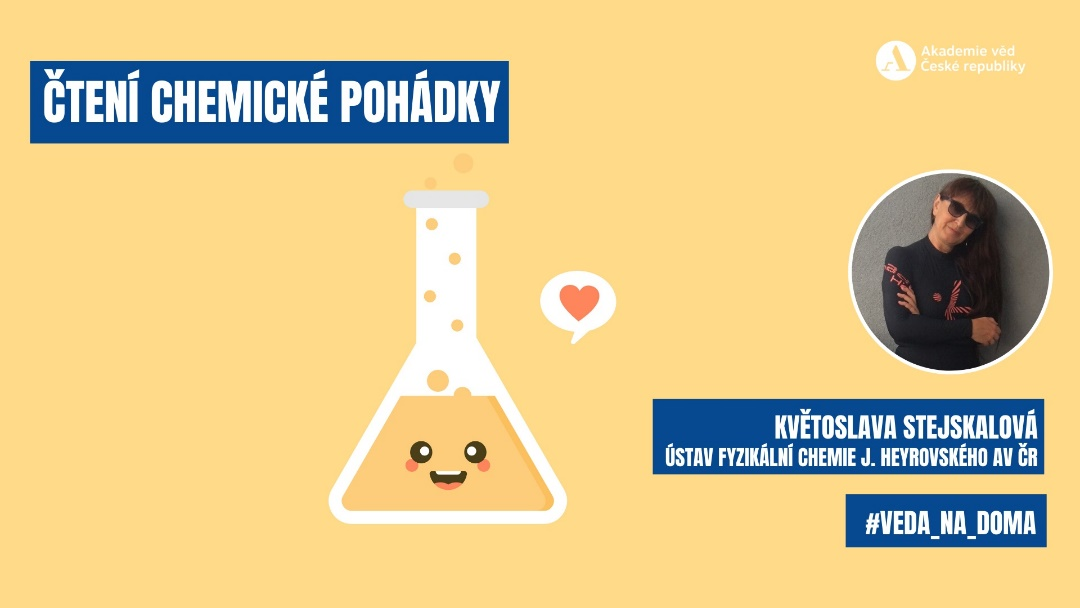 ČTENÍ CHEMICKÉ POHÁDKY
Akademie věd
České republiky
KVĚTOSLAVA STEJSKALOVÁ
ÚSTAV FYZIKÁLNÍ CHEMIE J. HEYROVSKÉHO AV ČR
#VEDA_NA_DOMA